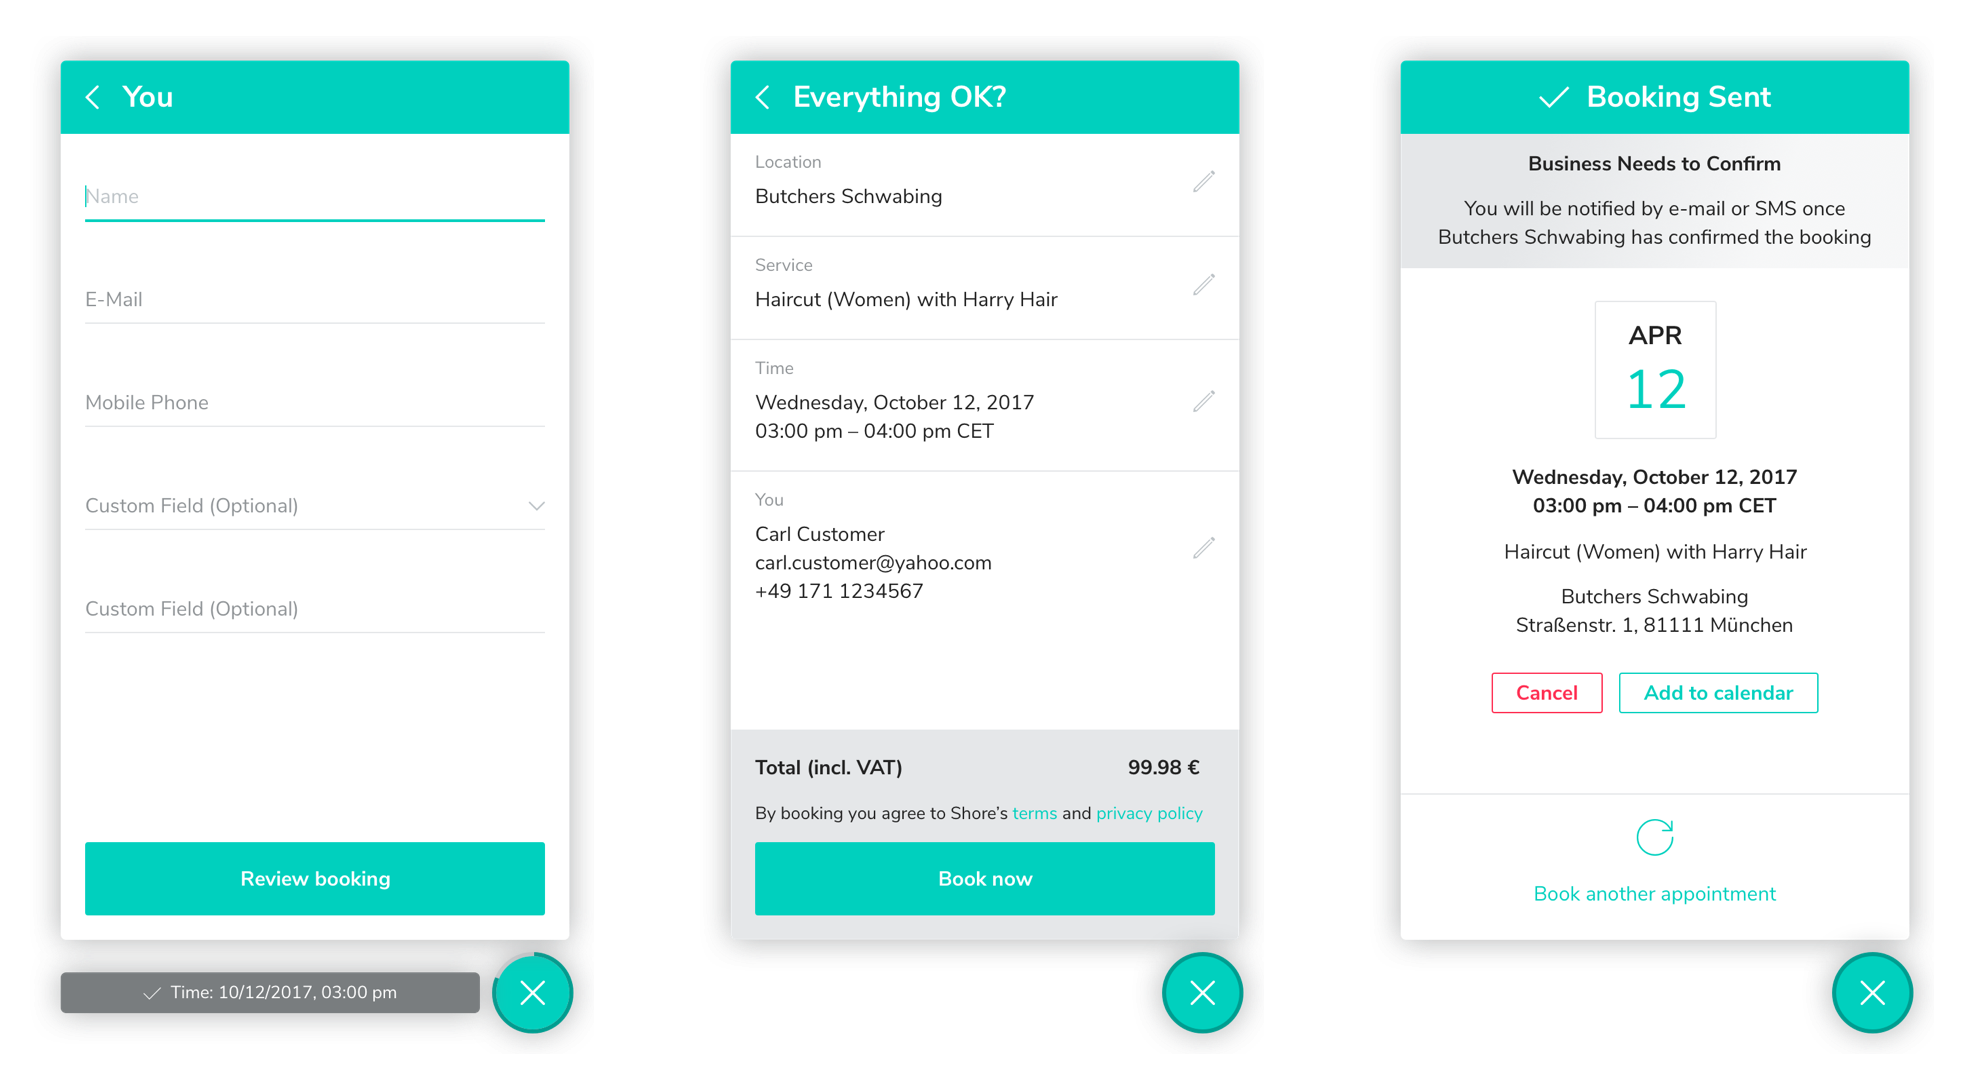 You
Name
E-Mail
Mobile Phone
Custom Field (Optional)
Custom Field (Optional)
Review booking
Time: 10/12/2017, 03:00 pm
Everything OK?
Location
Butchers Schwabing
Service
Haircut (Women) with Harry Hair
Time
Wednesday, October 12, 2017
03:00 pm – 04:00 pm CET
You
Carl Customer
carl.customer@yahoo.com
+49 171 1234567
Total (incl. VAT) 99.98 €
By booking you agree to Shore’s terms and privacy policy
Book now
Booking Sent
Business Needs to Confirm
You will be notified by e-mail or SMS once
Butchers Schwabing has confirmed the booking
APR
12
Wednesday, October 12, 2017
03:00 pm – 04:00 pm CET
Haircut (Women) with Harry Hair
Butchers Schwabing
Straßenstr. 1, 81111 München
Cancel
Add to calendar
Book another appointment